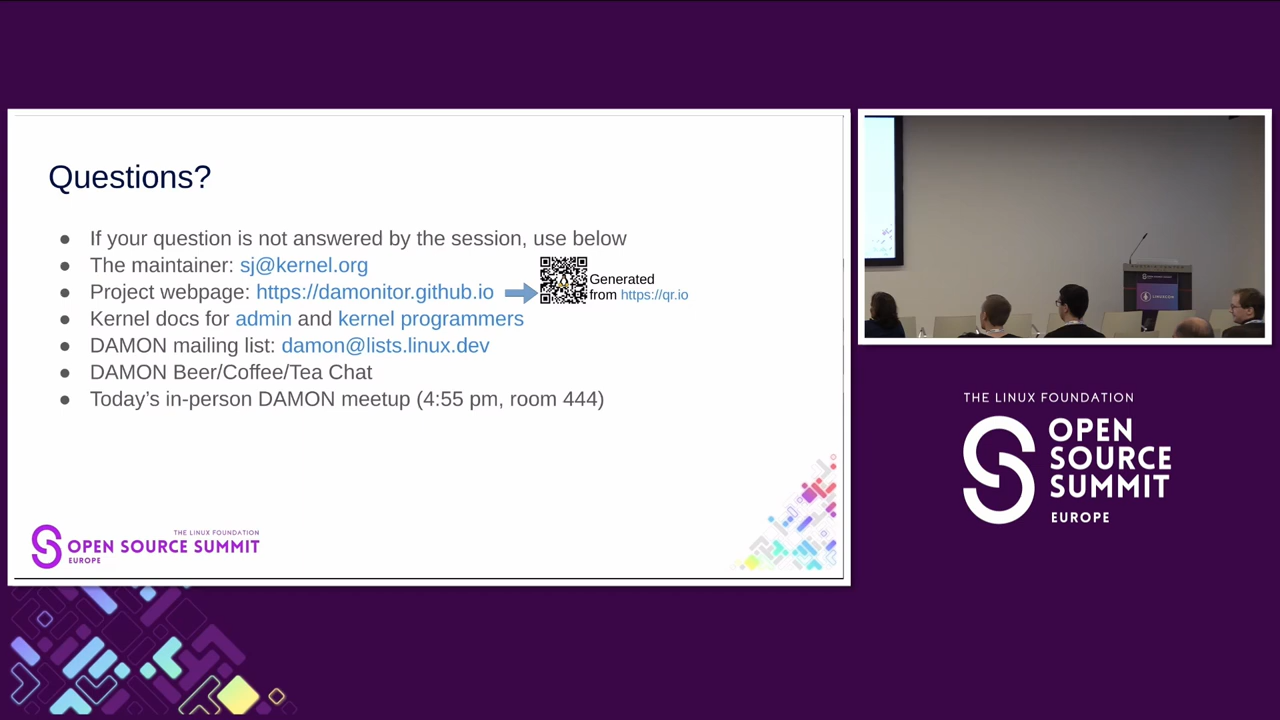 Questions?
● If your question is not answered by the session, use below
● The maintainer: sj@kernel.org
● Project webpage: https://damonitor.github.io
Generated
from https://qr.io
● Kernel docs for admin and kernel programmers
● DAMON mailing list: damon@lists.linux.dev
● DAMON Beer/Coffee/Tea Chat
● Today's in-person DAMON meetup (4:55 pm, room 444)
THE LINUX FOUNDATION
OPEN SOURCE SUMMIT
EUROPE
THE LINUX FOUNDATION
OPEN
SOURCE
SUMMIT
EUROPE